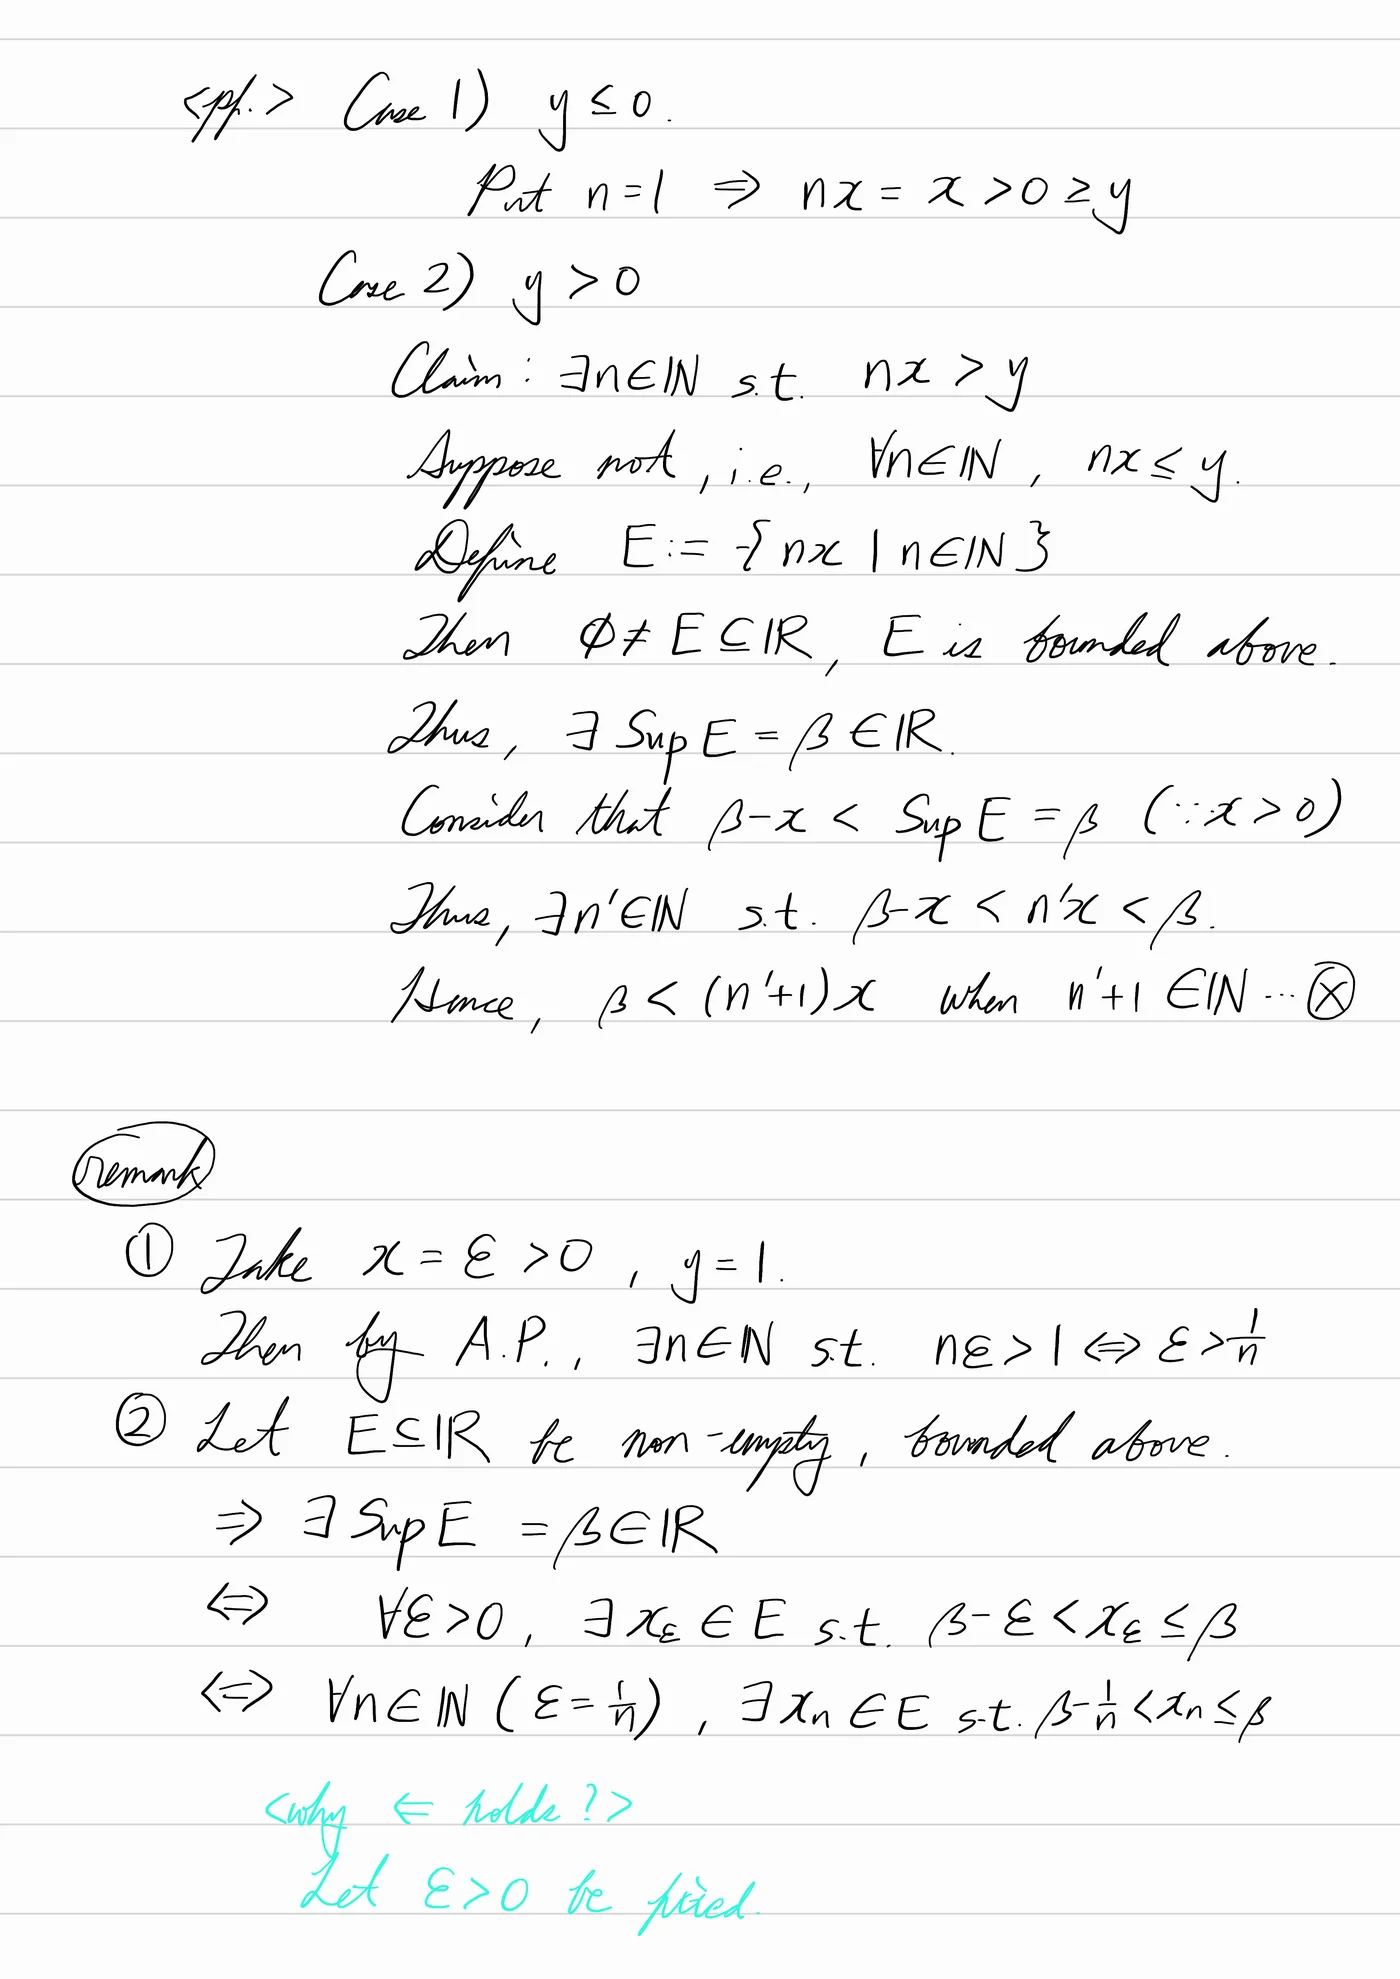 <pf.> Case 1) y ≤ 0.
Put n=1 ⇒ nx = x > 0 ≥ y
Case 2) y > 0
Claim : ∃n∈ℕ s.t. nx > y
Suppose not, i.e., ∀n∈ℕ, nx ≤ y.
Define E := { nx | n∈ℕ }
Then ∅ ≠ E ⊆ ℝ, E is bounded above.
Thus, ∃ Sup E = β ∈ ℝ.
Consider that β-x < Sup E = β (∵ x > 0)
Thus, ∃n'∈ℕ s.t. β-x < n'x < β.
Hence, β < (n'+1)x when n'+1 ∈ℕ ... ⊗
remark
① Take x = ε > 0, y = 1.
Then by A.P., ∃n∈ℕ s.t. nε > 1 ⇔ ε > 1/n
② Let E ⊆ ℝ be non-empty, bounded above.
⇒ ∃ Sup E = β ∈ ℝ
⇔ ∀ε>0, ∃ x_ε ∈ E s.t. β-ε < x_ε ≤ β
⇔ ∀n∈ℕ (ε = 1/n), ∃ x_n ∈ E s.t. β-1/n < x_n ≤ β
<why ⇐ holds?>
Let ε>0 be fixed.